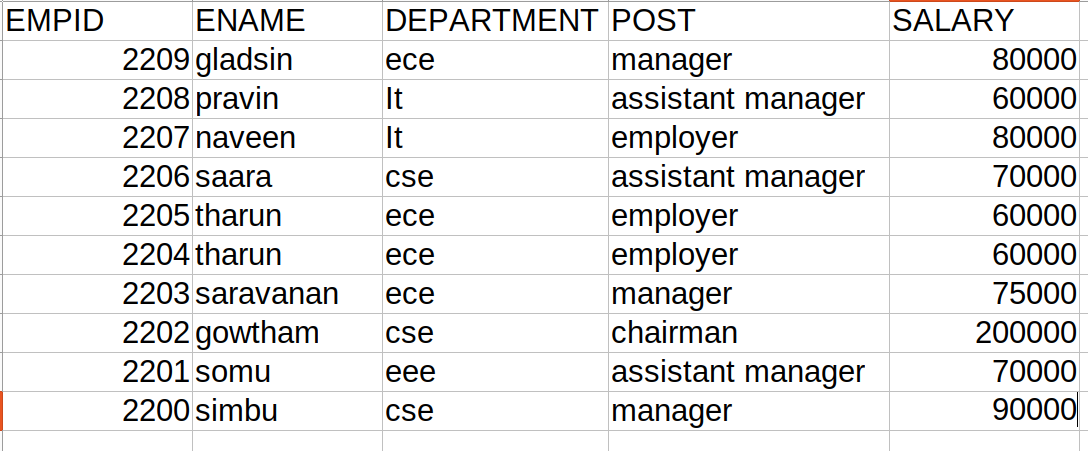 EMPID ENAME DEPARTMENT POST SALARY
2209 gladsin ece manager 80000
2208 pravin It assistant manager 60000
2207 naveen It employer 80000
2206 saara cse assistant manager 70000
2205 tharun ece employer 60000
2204 tharun ece employer 60000
2203 saravanan ece manager 75000
2202 gowtham cse chairman 200000
2201 somu eee assistant manager 70000
2200 simbu cse manager 90000